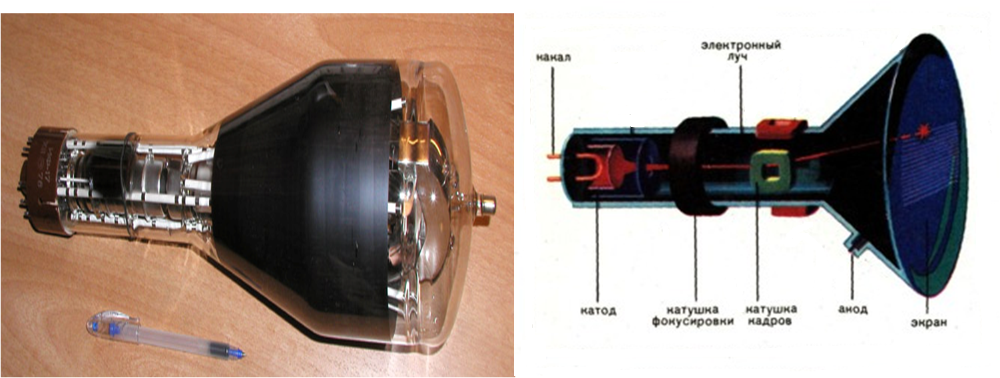 накал
электронный
луч
катод
катушка
фокусировки
катушка
кадров
анод
экран